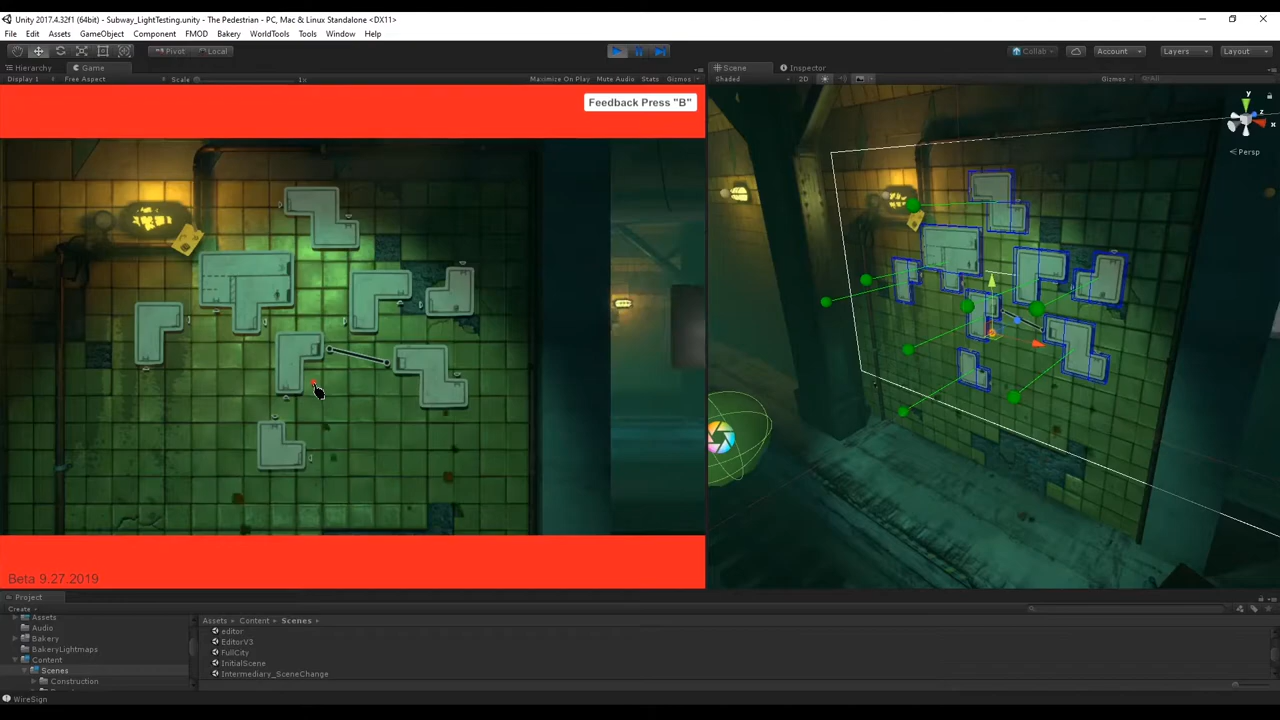 Unity 2017.4.32f1 (64bit) - Subway_LightTesting.unity - The Pedestrian - PC, Mac & Linux Standalone <DX11>
File Edit Assets GameObject Component FMOD Bakery WorldTools Tools Window Help
Pivot Local Collab Account Layers Layout
Hierarchy Game Scene Inspector
Display 1 Free Aspect Scale 1x Maximize On Play Mute Audio Stats Gizmos Shaded 2D Gizmos All
Feedback Press "B"
y
z
x
Persp
Beta 9.27.2019
Project
Create
Assets
Audio
Bakery
BakeryLightmaps
Content
Scenes
Construction
Assets Content Scenes
editor
EditorV3
FullCity
InitialScene
Intermediary_SceneChange
WireSign